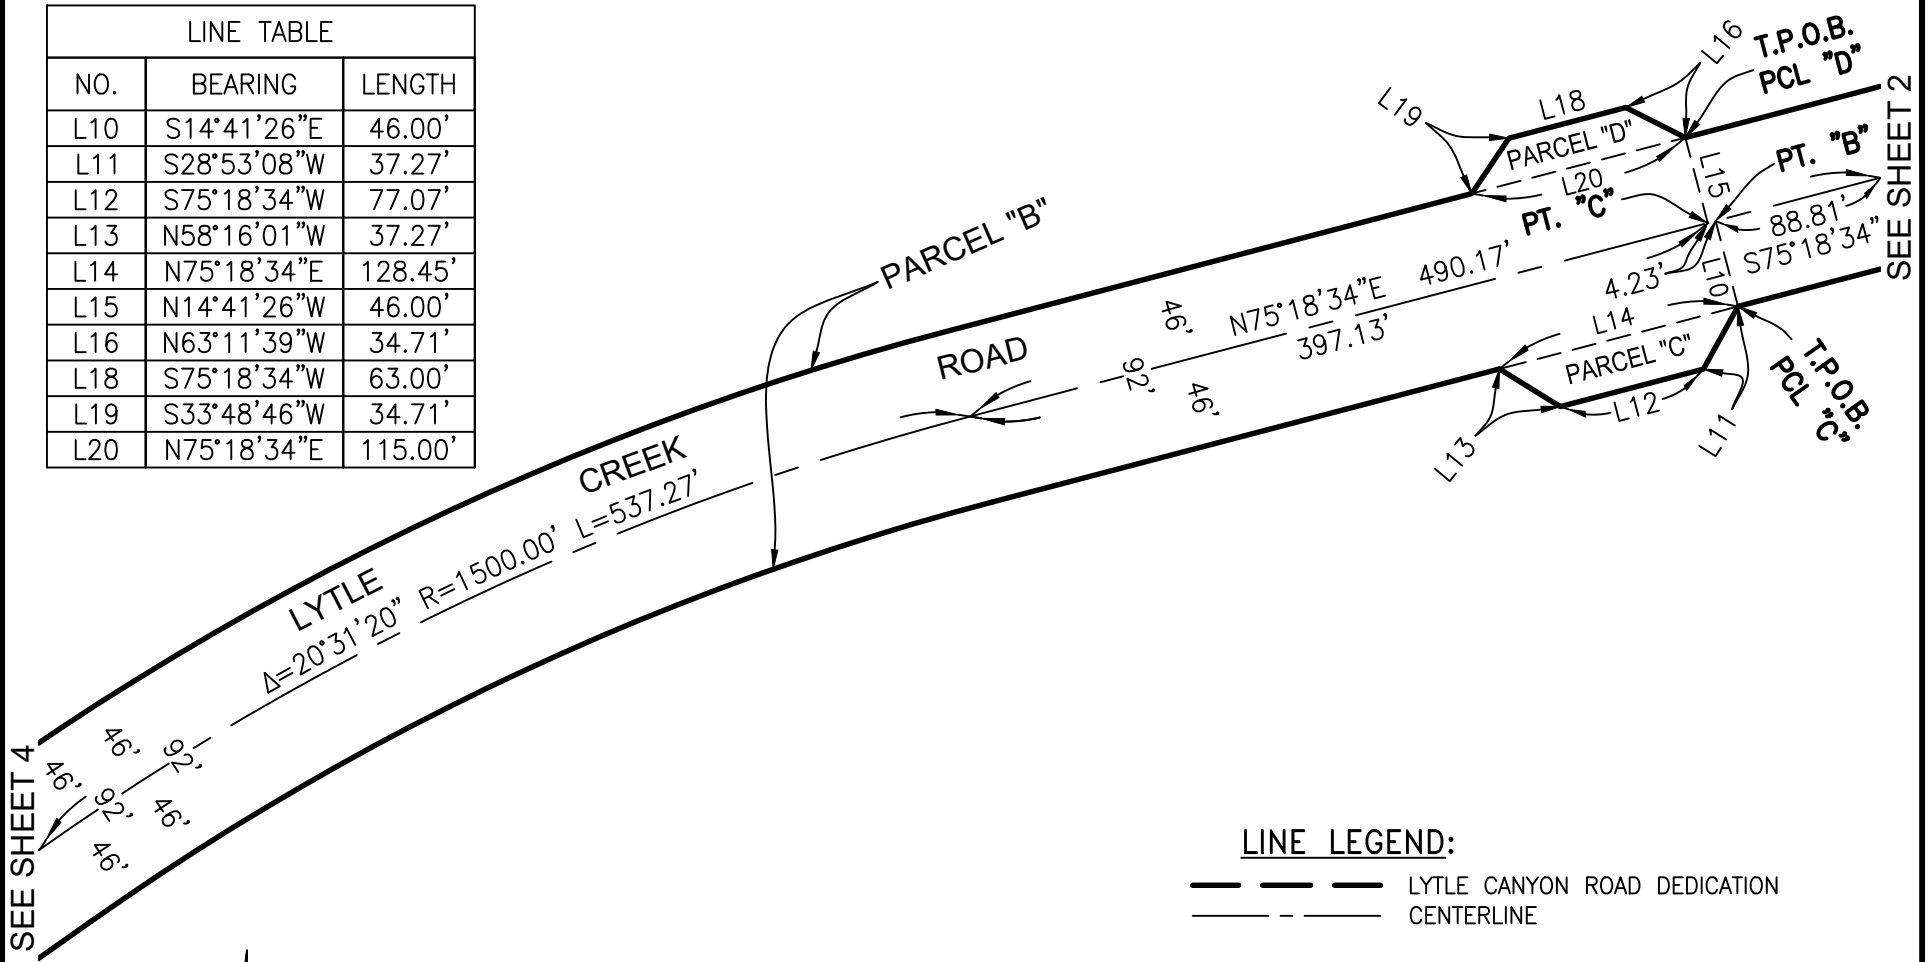 LINE TABLE
NO. BEARING LENGTH
L10 S14°41'26"E 46.00'
L11 S28°53'08"W 37.27'
L12 S75°18'34"W 77.07'
L13 N58°16'01"W 37.27'
L14 N75°18'34"E 128.45'
L15 N14°41'26"W 46.00'
L16 N63°11'39"W 34.71'
L18 S75°18'34"W 63.00'
L19 S33°48'46"W 34.71'
L20 N75°18'34"E 115.00'
L16
T.P.O.B.
PCL "D"
L19
L18
PARCEL "D"
L20
L15
PT. "B"
PT. "C"
88.81'
S75°18'34"
SEE SHEET 2
PARCEL "B"
N75°18'34"E 490.17'
397.13'
4.23'
L10
L14
PARCEL "C"
L12
L13
L11
T.P.O.B.
PCL "C"
46'
92'
46'
LYTLE CREEK ROAD
Δ=20°31'20" R=1500.00' L=537.27'
46'
92'
46'
46'
92'
46'
SEE SHEET 4
LINE LEGEND:
LYTLE CANYON ROAD DEDICATION
CENTERLINE